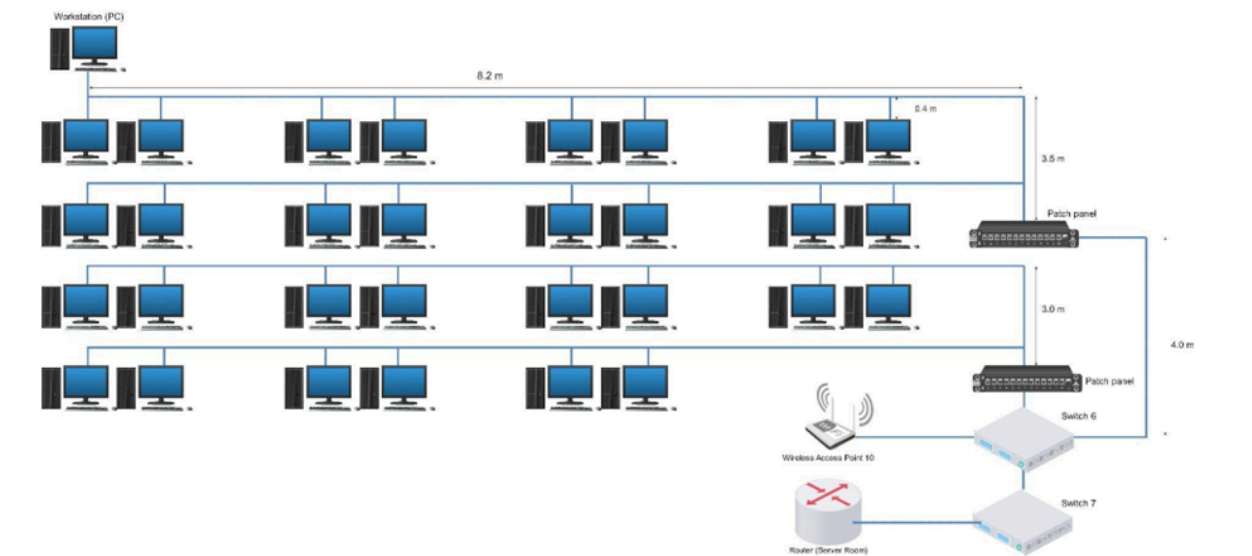 Workstation (PC)
8.2 m
0.4 m
3.5 m
Patch panel
3.0 m
4.0 m
Patch panel
Switch 6
Wireless Access Point 10
Switch 7
Router (Server Room)